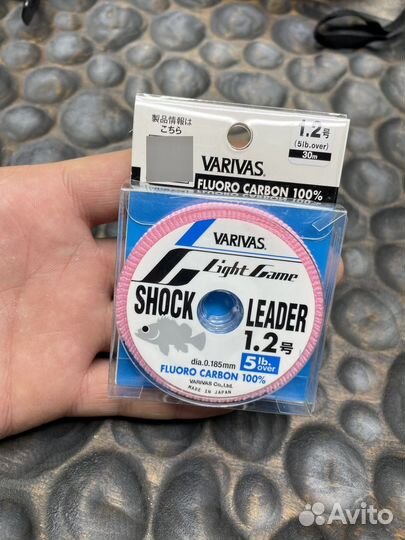 製品情報は
こちら
1.2号
(5lb.over)
30m
VARIVAS®
FLUORO CARBON 100%
VARIVAS®
Light Game
SHOCK LEADER
1.2号
dia.0.185mm
5 lb. over
FLUORO CARBON 100%
VARIVAS Co.,Ltd.
MADE IN JAPAN
Avito